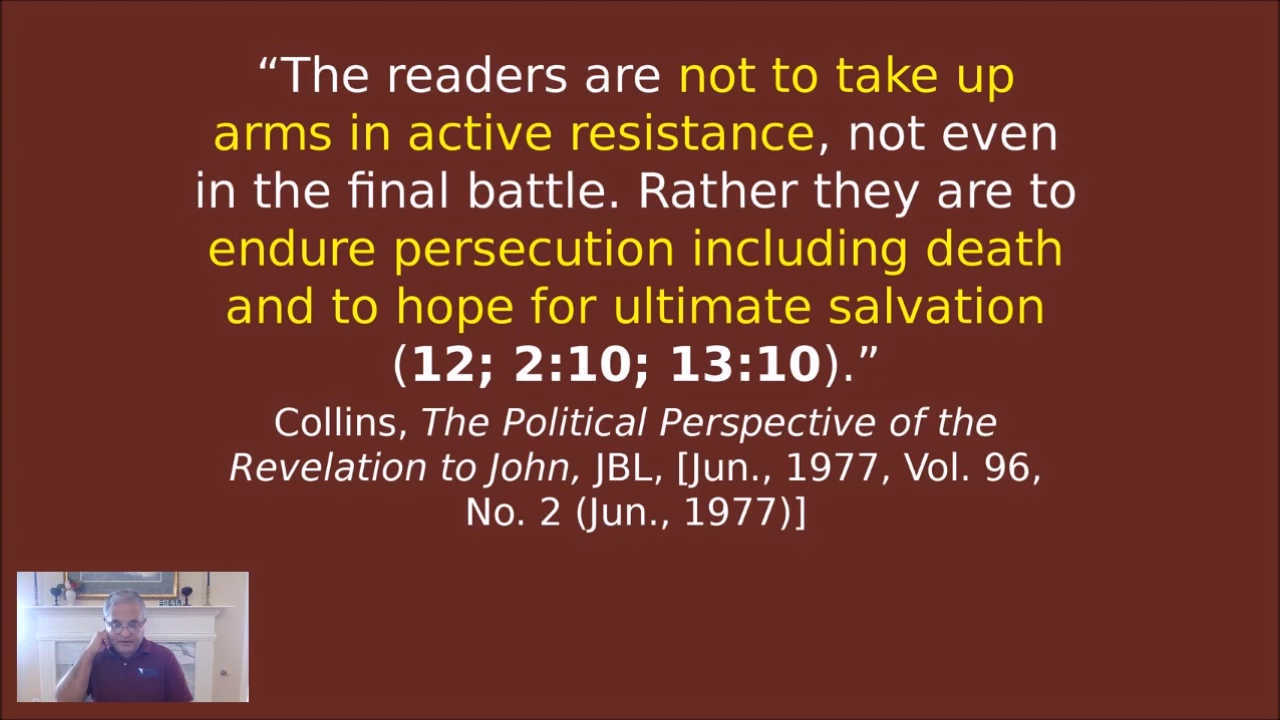 “The readers are not to take up
arms in active resistance, not even
in the final battle. Rather they are to
endure persecution including death
and to hope for ultimate salvation
(12; 2:10; 13:10).”
Collins, The Political Perspective of the
Revelation to John, JBL, [Jun., 1977, Vol. 96,
No. 2 (Jun., 1977)]